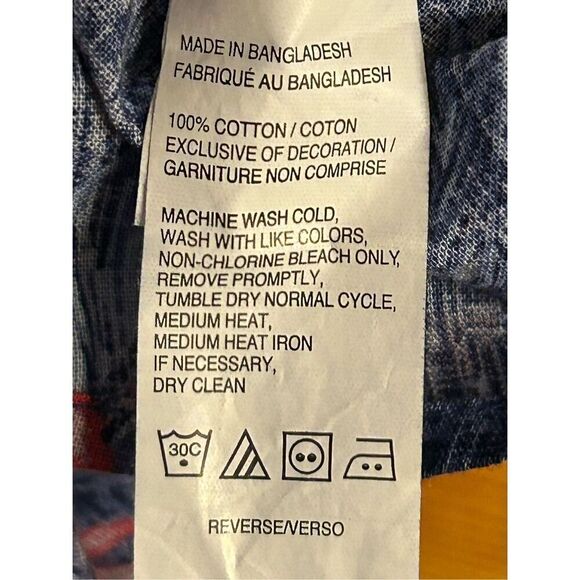 MADE IN BANGLADESH
FABRIQUÉ AU BANGLADESH
100% COTTON / COTON
EXCLUSIVE OF DECORATION /
GARNITURE NON COMPRISE
MACHINE WASH COLD,
WASH WITH LIKE COLORS,
NON-CHLORINE BLEACH ONLY,
REMOVE PROMPTLY,
TUMBLE DRY NORMAL CYCLE,
MEDIUM HEAT,
MEDIUM HEAT IRON
IF NECESSARY,
DRY CLEAN
30C
REVERSE/VERSO